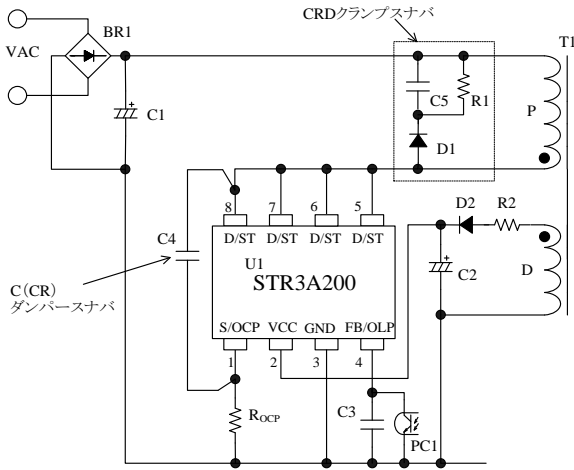 CRDクランプスナバ
BR1
T1
VAC
C1
C5
R1
P
D1
8
7
6
5
D2
R2
C4
D/ST
D/ST
D/ST
D/ST
C2
D
U1
STR3A200
C(CR)
ダンパースナバ
S/OCP
VCC
GND
FB/OLP
1
2
3
4
ROCP
C3
PC1